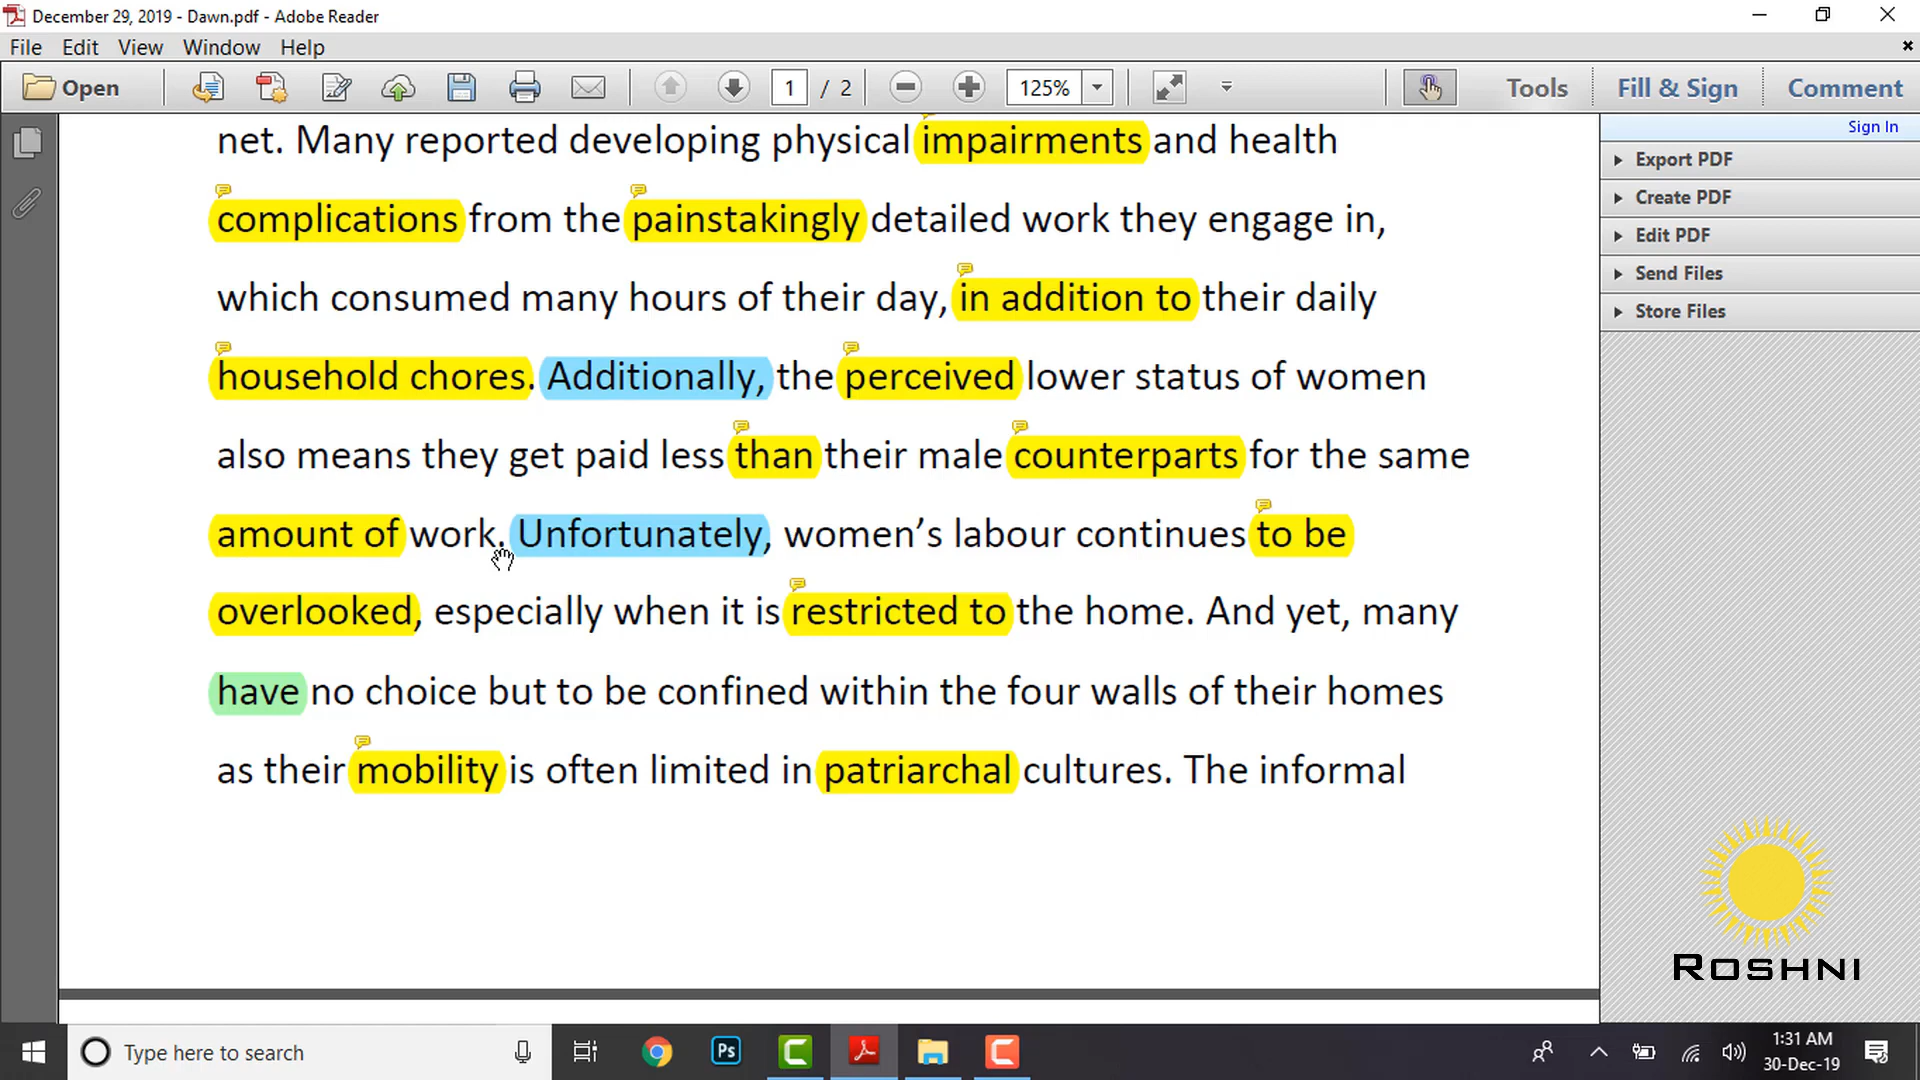 December 29, 2019 - Dawn.pdf - Adobe Reader
File Edit View Window Help
Open 1 / 2 125% Tools Fill & Sign Comment
Sign In
Export PDF
Create PDF
Edit PDF
Send Files
Store Files
net. Many reported developing physical impairments and health
complications from the painstakingly detailed work they engage in,
which consumed many hours of their day, in addition to their daily
household chores. Additionally, the perceived lower status of women
also means they get paid less than their male counterparts for the same
amount of work. Unfortunately, women’s labour continues to be
overlooked, especially when it is restricted to the home. And yet, many
have no choice but to be confined within the four walls of their homes
as their mobility is often limited in patriarchal cultures. The informal
ROSHNI
Type here to search
Ps
1:31 AM
30-Dec-19